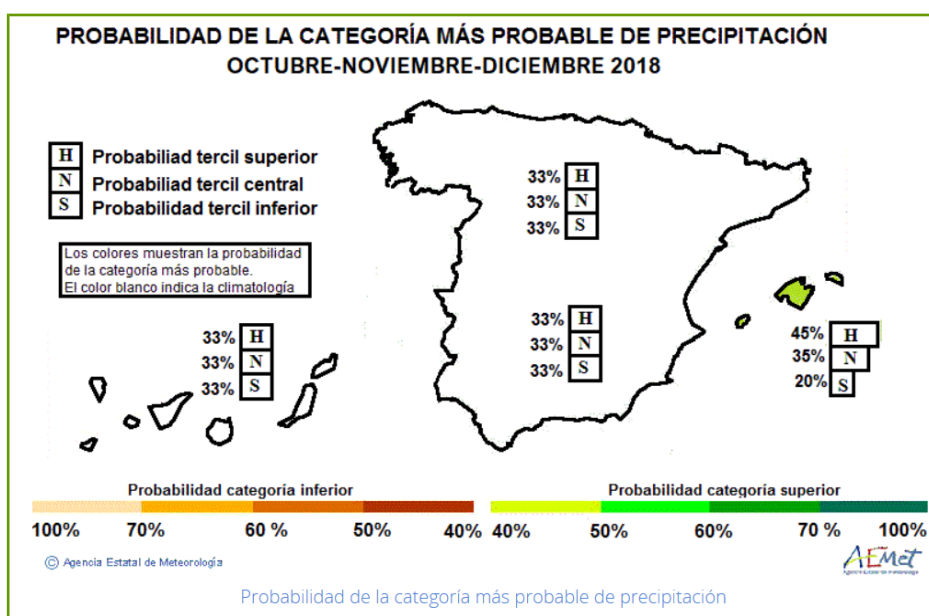 PROBABILIDAD DE LA CATEGORÍA MÁS PROBABLE DE PRECIPITACIÓN
OCTUBRE-NOVIEMBRE-DICIEMBRE 2018
H Probabiliad tercil superior
N Probabiliad tercil central
S Probabilidad tercil inferior
Los colores muestran la probabilidad
de la categoría más probable.
El color blanco indica la climatología
33% H
33% N
33% S
33% H
33% N
33% S
33% H
33% N
33% S
45% H
35% N
20% S
Probabilidad categoría inferior
100% 70% 60 % 50% 40%
Probabilidad categoría superior
40% 50% 60% 70 % 100%
© Agencia Estatal de Meteorología
AEMet
Agencia Estatal de Meteorología
Probabilidad de la categoría más probable de precipitación